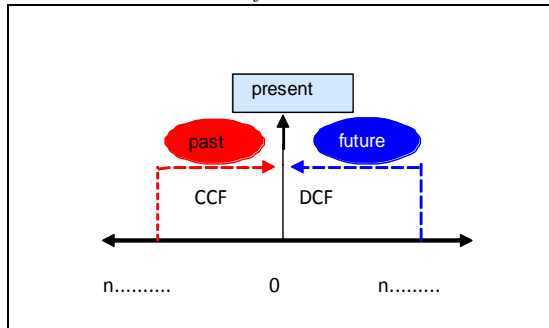 present
past future
CCF DCF
n.......... 0 n.........